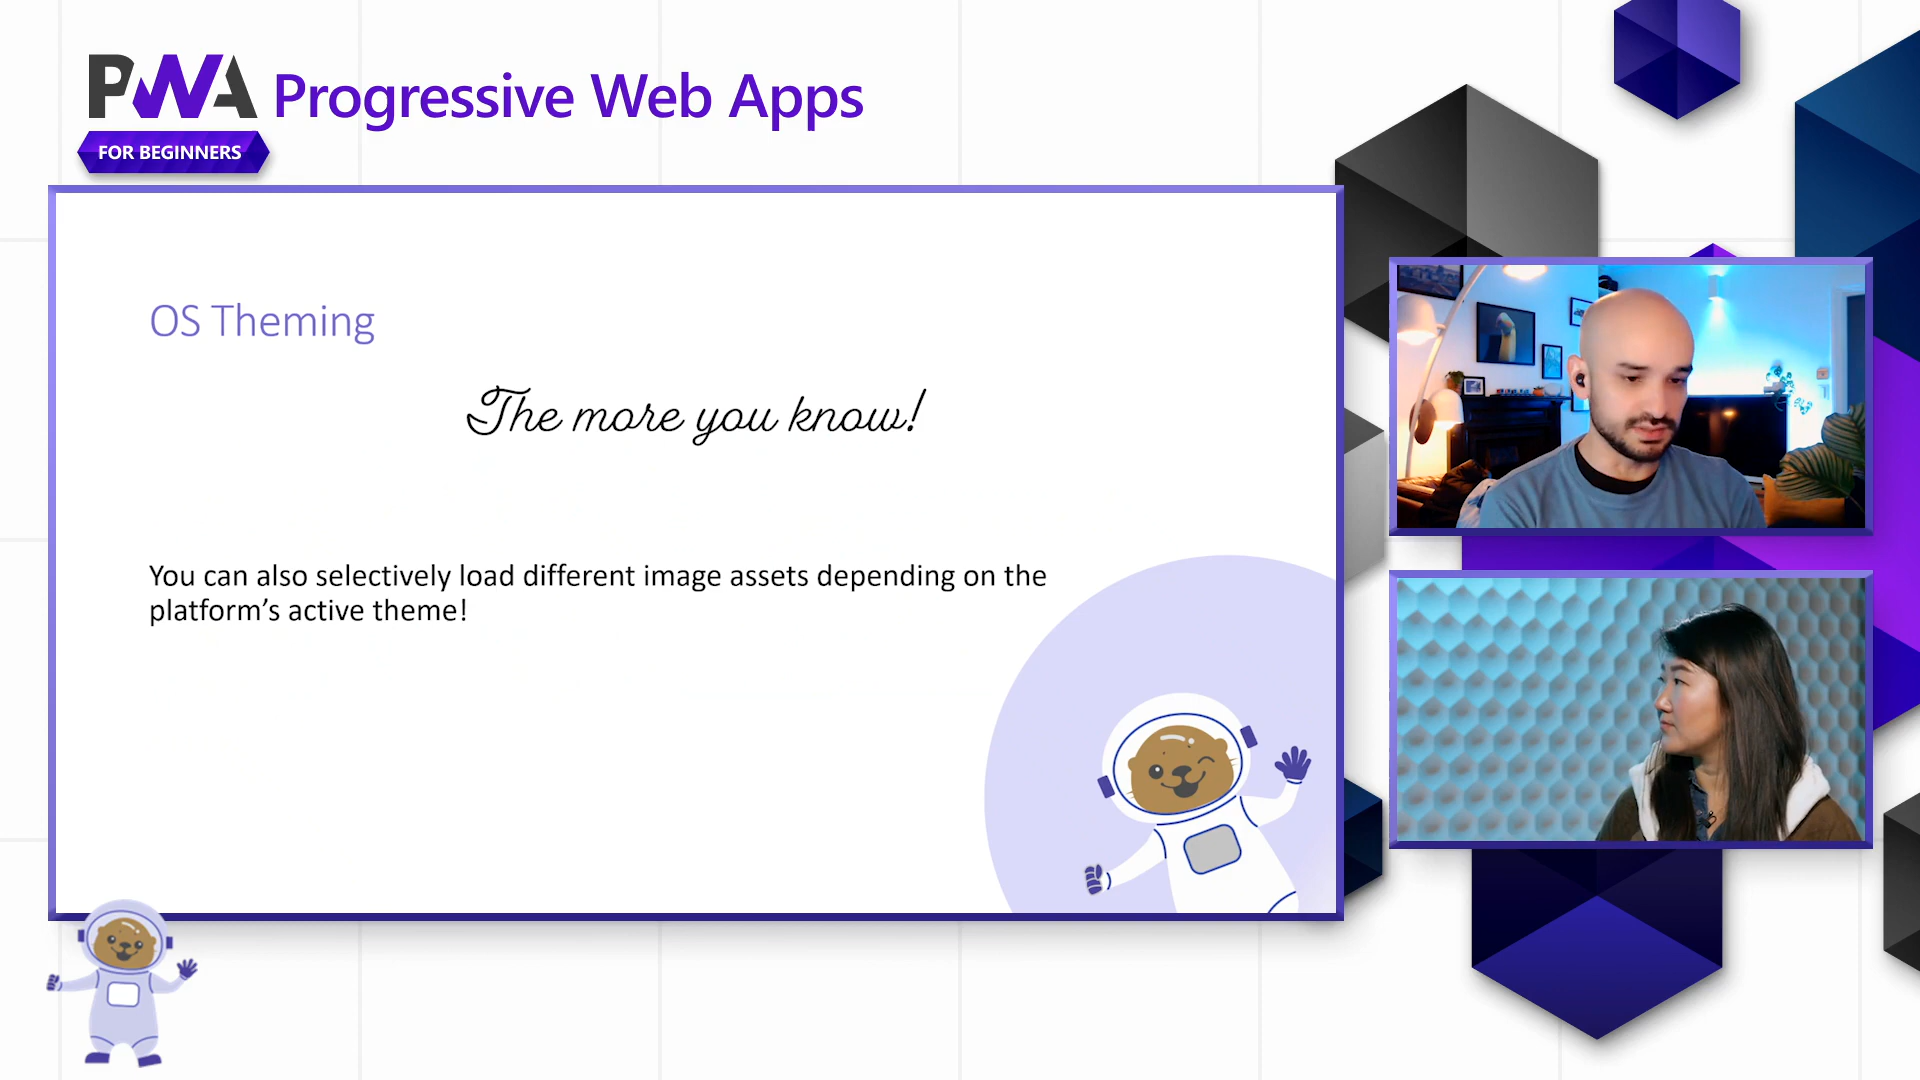 PWA Progressive Web Apps
FOR BEGINNERS
OS Theming
The more you know!
You can also selectively load different image assets depending on the
platform’s active theme!